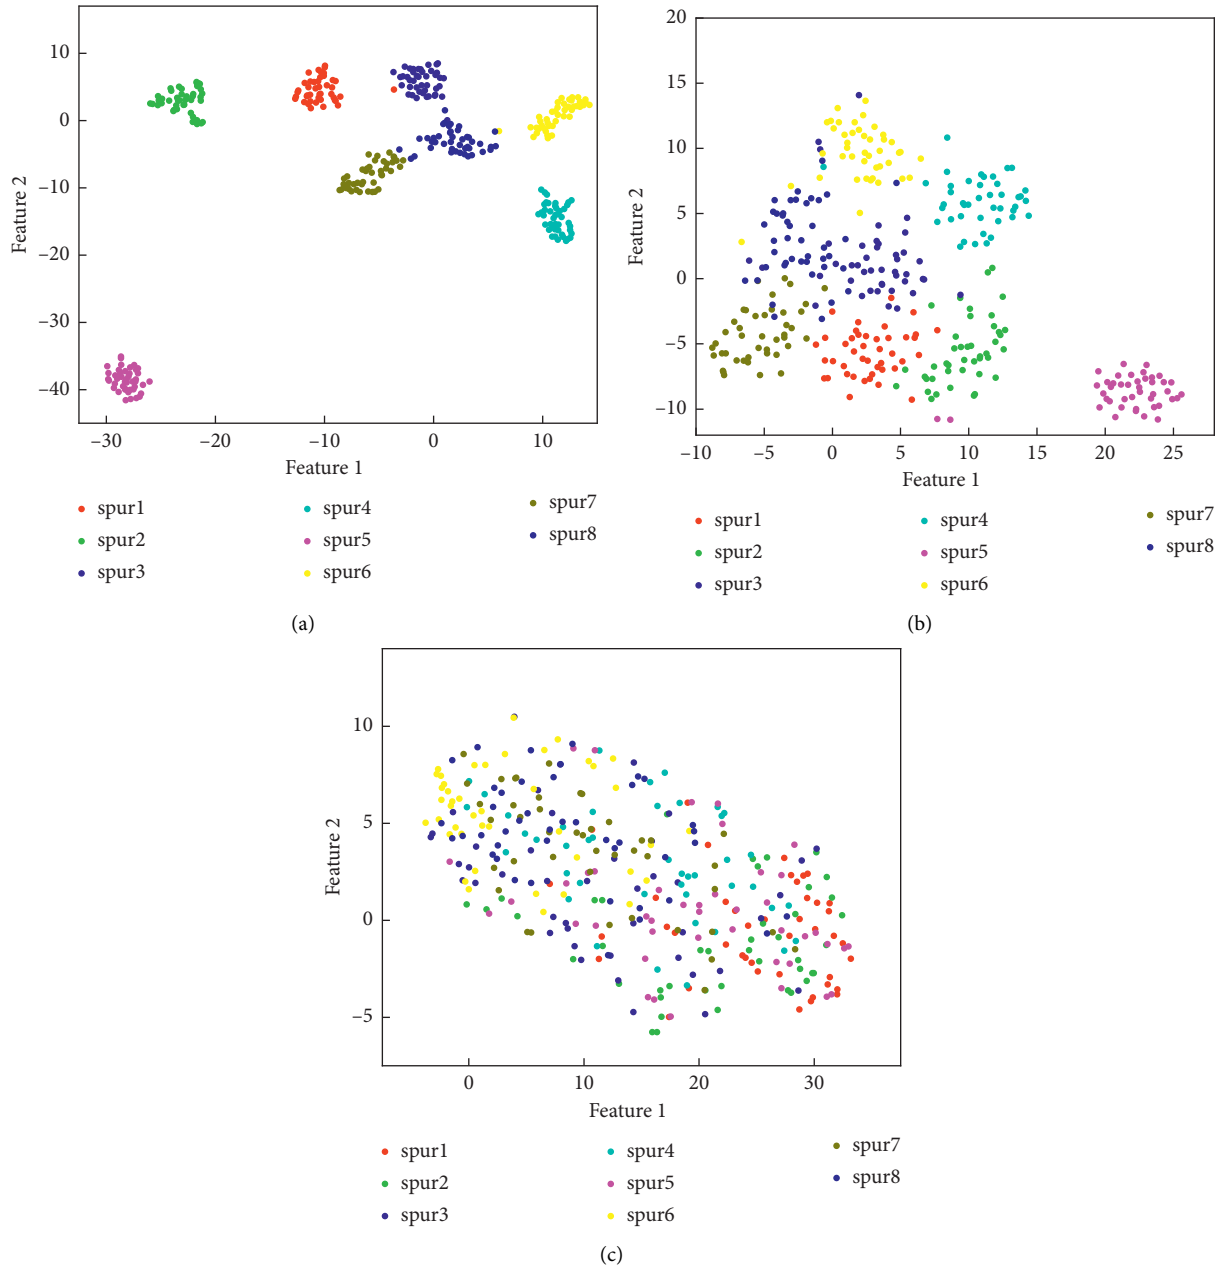 10
0
–10
–20
–30
–40
Feature 2
–30 –20 –10 0 10
Feature 1
spur1
spur2
spur3
spur4
spur5
spur6
spur7
spur8
(a)
20
15
10
5
0
–5
–10
Feature 2
–10 –5 0 5 10 15 20 25
Feature 1
spur1
spur2
spur3
spur4
spur5
spur6
spur7
spur8
(b)
10
5
0
–5
Feature 2
0 10 20 30
Feature 1
spur1
spur2
spur3
spur4
spur5
spur6
spur7
spur8
(c)